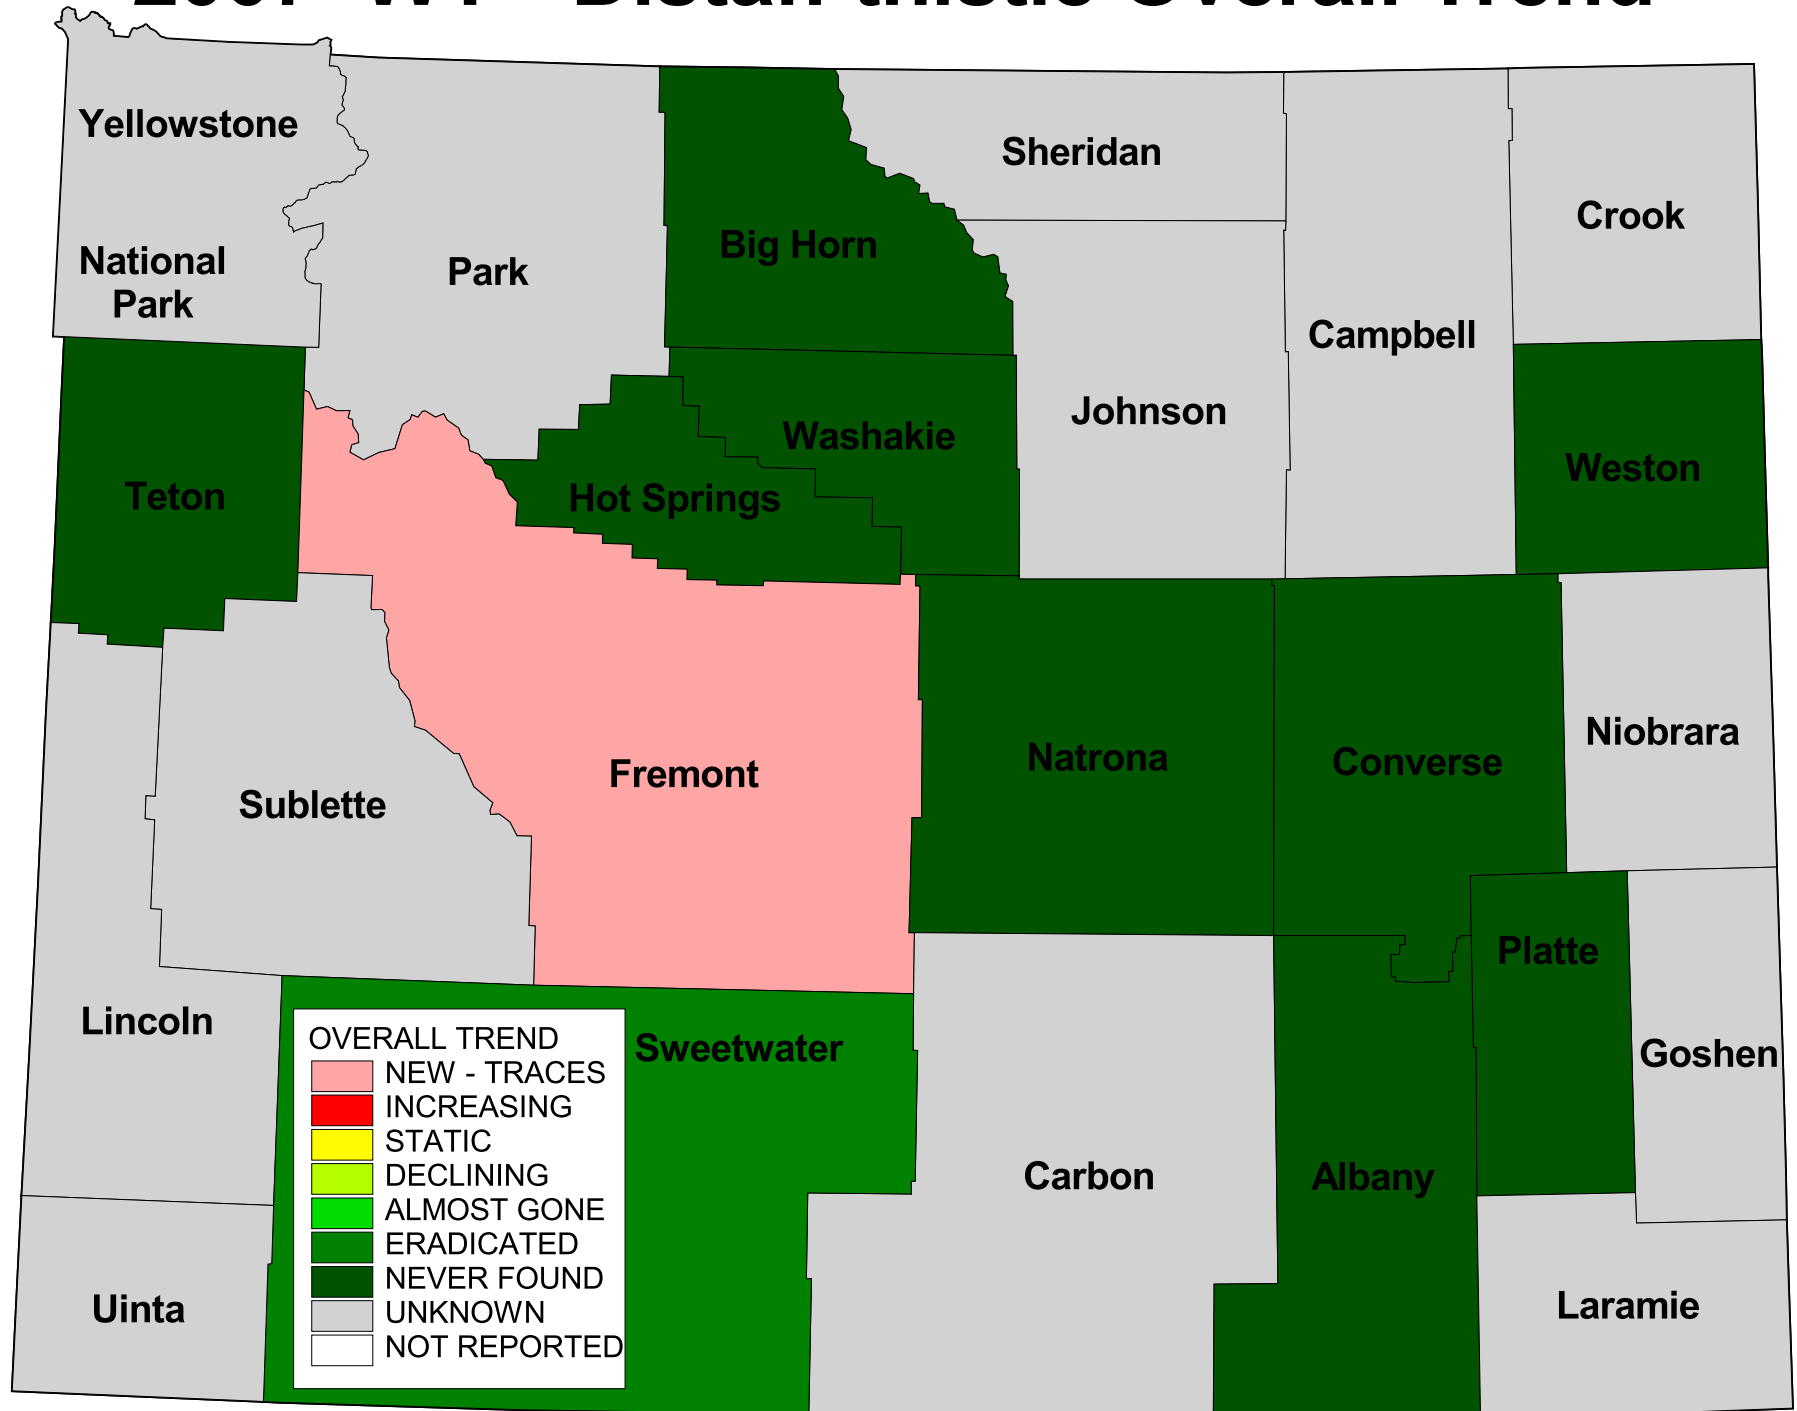 Yellowstone
National
Park
Park
Big Horn
Sheridan
Crook
Campbell
Johnson
Washakie
Hot Springs
Teton
Weston
Fremont
Natrona
Converse
Niobrara
Sublette
Platte
Lincoln
Sweetwater
Goshen
Carbon
Albany
Uinta
Laramie
OVERALL TREND
NEW - TRACES
INCREASING
STATIC
DECLINING
ALMOST GONE
ERADICATED
NEVER FOUND
UNKNOWN
NOT REPORTED